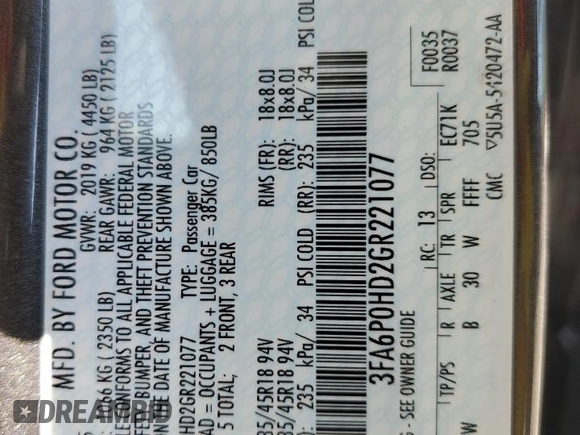 MFD. BY FORD MOTOR CO.
GVWR: 2019 KG ( 4450 LB)
KG ( 2350 LB) REAR GAWR: 964 KG ( 2125 LB)
CONFORMS TO ALL APPLICABLE FEDERAL MOTOR
BUMPER, AND THEFT PREVENTION STANDARDS
ON THE DATE OF MANUFACTURE SHOWN ABOVE.
HD2GR221077 TYPE: Passenger Car
AD = OCCUPANTS + LUGGAGE = 385KG/ 850LB
5 TOTAL; 2 FRONT, 3 REAR
35/45R18 94V RIMS (FR): 18x8.0J
35/45R18 94V (RR): 18x8.0J
235 kPa/ 34 PSI COLD (RR): 235 kPa/ 34 PSI COLD
3FA6P0HD2GR221077
G - SEE OWNER GUIDE
RC: 13 DSO: F0035
R0037
TP/PS R AXLE TR SPR EC71K
W B 30 W FFFF 705
CMC ▽5U5A-5420472-AA
DREAMBID